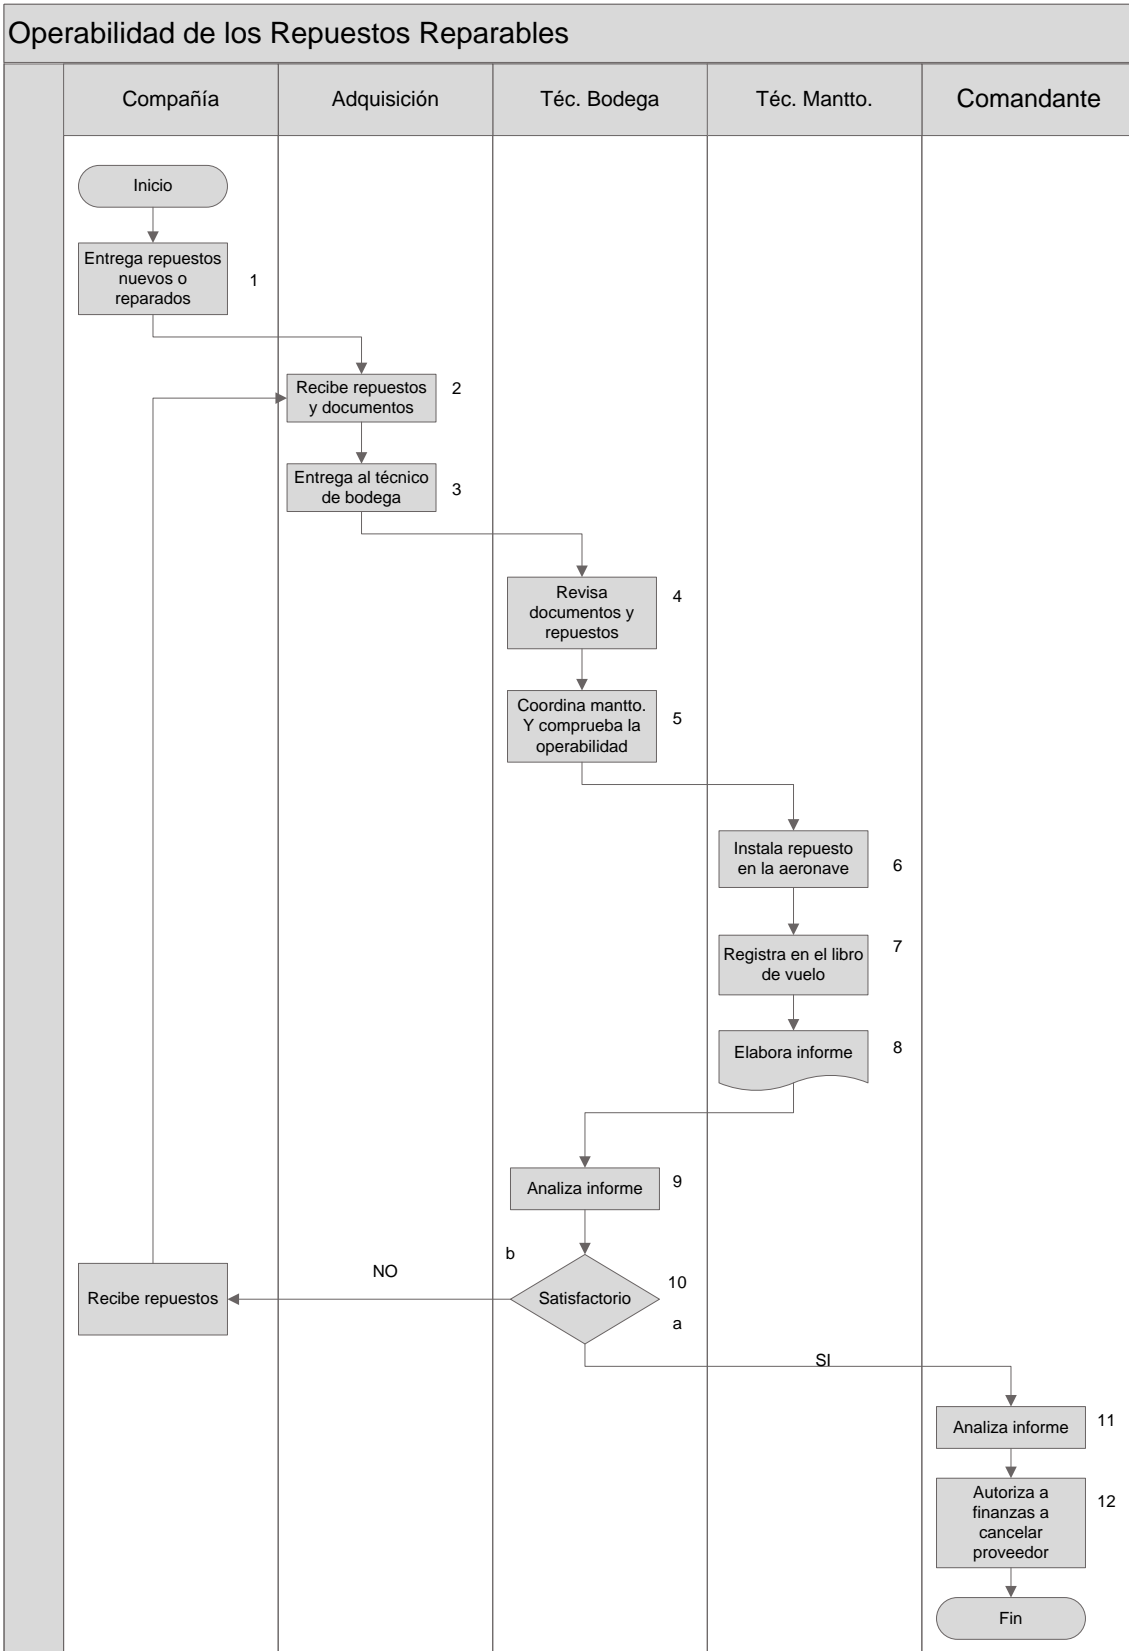 Operabilidad de los Repuestos Reparables
Compañía
Adquisición
Téc. Bodega
Téc. Mantto.
Comandante
Inicio
Entrega repuestos
nuevos o
reparados
1
Recibe repuestos
y documentos
2
Entrega al técnico
de bodega
3
Revisa
documentos y
repuestos
4
Coordina mantto.
Y comprueba la
operabilidad
5
Instala repuesto
en la aeronave
6
Registra en el libro
de vuelo
7
Elabora informe
8
Analiza informe
9
b
Satisfactorio
10
a
NO
Recibe repuestos
SI
Analiza informe
11
Autoriza a
finanzas a
cancelar
proveedor
12
Fin